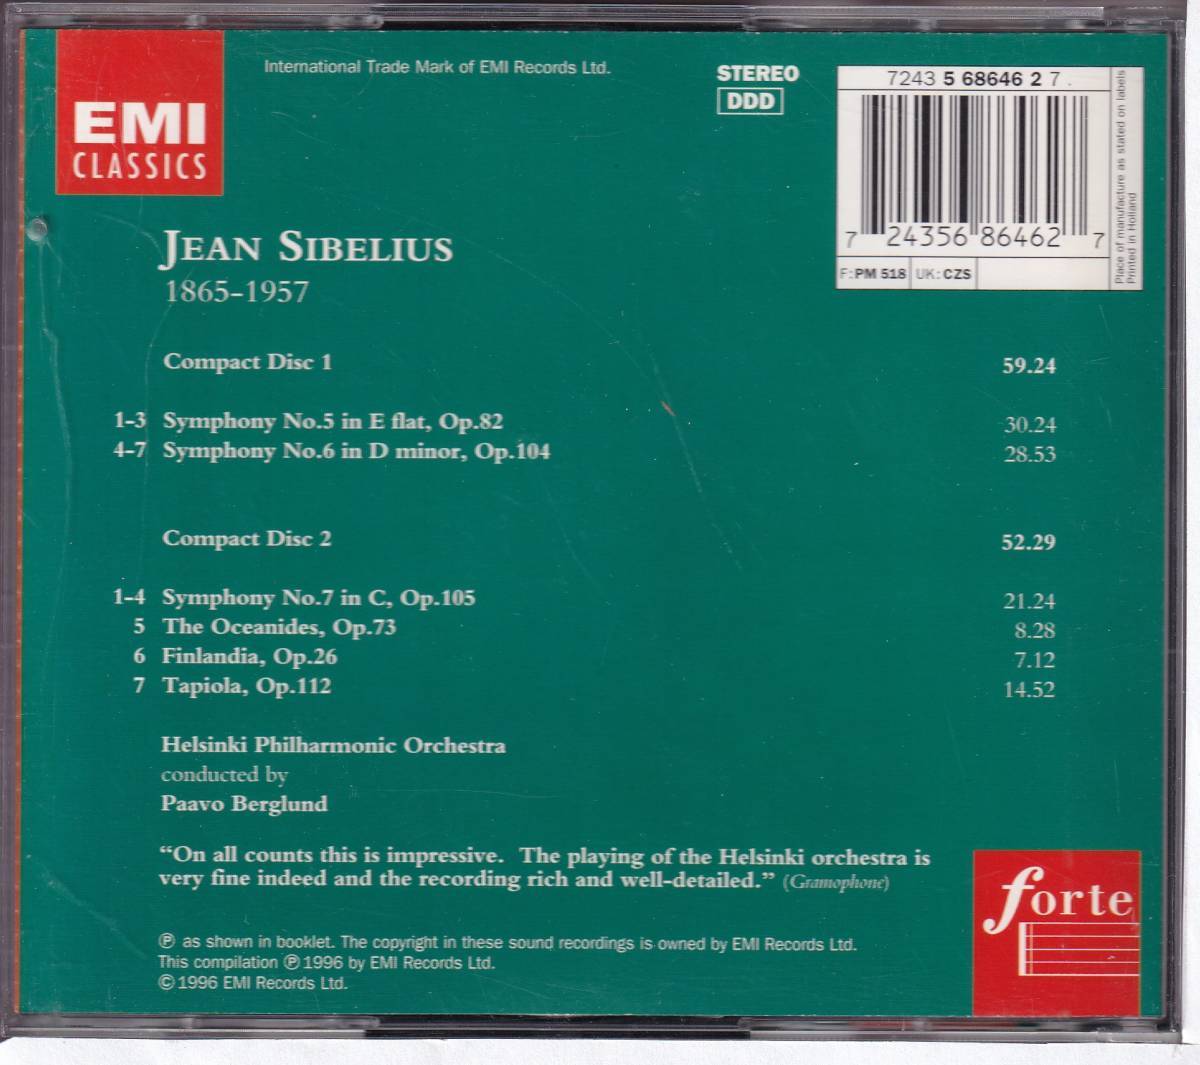 International Trade Mark of EMI Records Ltd.
EMI
CLASSICS
STEREO
DDD
7243 5 68646 2 7
7 24356 86462 7
F:PM 518 UK:CZS
Place of manufacture as stated on labels
Printed in Holland
JEAN SIBELIUS
1865-1957
Compact Disc 1 59.24
1-3 Symphony No.5 in E flat, Op.82 30.24
4-7 Symphony No.6 in D minor, Op.104 28.53
Compact Disc 2 52.29
1-4 Symphony No.7 in C, Op.105 21.24
5 The Oceanides, Op.73 8.28
6 Finlandia, Op.26 7.12
7 Tapiola, Op.112 14.52
Helsinki Philharmonic Orchestra
conducted by
Paavo Berglund
“On all counts this is impressive. The playing of the Helsinki orchestra is
very fine indeed and the recording rich and well-detailed.” (Gramophone)
forte
℗ as shown in booklet. The copyright in these sound recordings is owned by EMI Records Ltd.
This compilation ℗ 1996 by EMI Records Ltd.
© 1996 EMI Records Ltd.